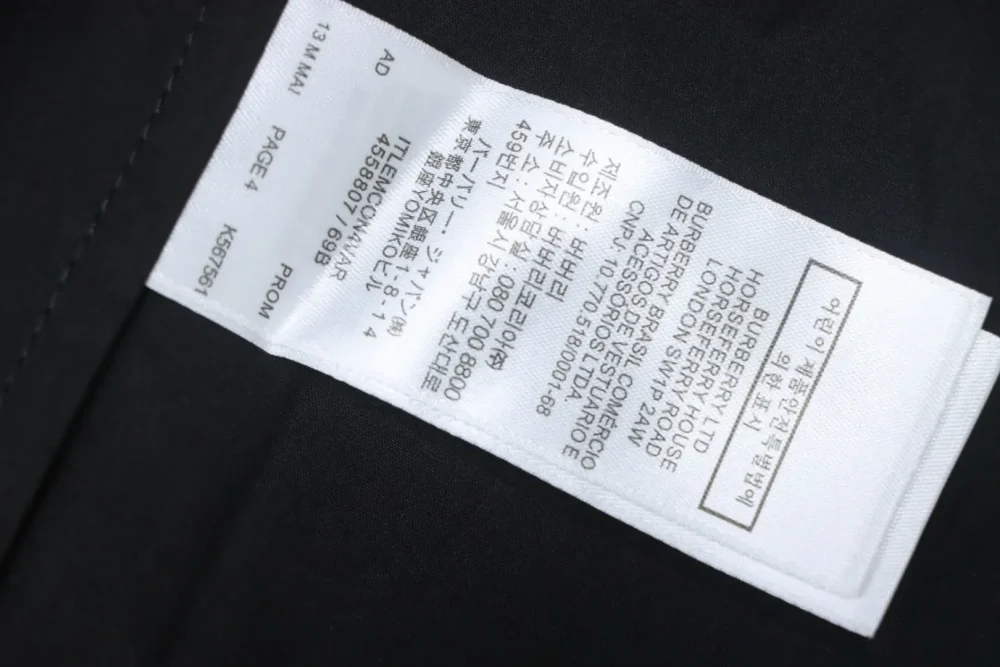 어린이제품안전특별법에
의한표시
BURBERRY LTD
HORSEFERRY HOUSE
HORSEFERRY ROAD
LONDON SW1P 2AW
BURBERRY BRASIL COMERCIO
DE ARTIGOS DE VESTUARIO E
ACESSORIOS LTDA.
CNPJ: 10.770.518/0001-68
제조원: 버버리
수입원: 버버리코리아㈜
소비자상담실: 080 700 8800
주소: 서울시 강남구 도산대로
459번지
バーバリー・ジャパン㈱
東京都中央区銀座1-8-14
銀座YOMIKOビル
4558807 / 69B
AD
PROM
13 M MAI
PAGE 4
K567561